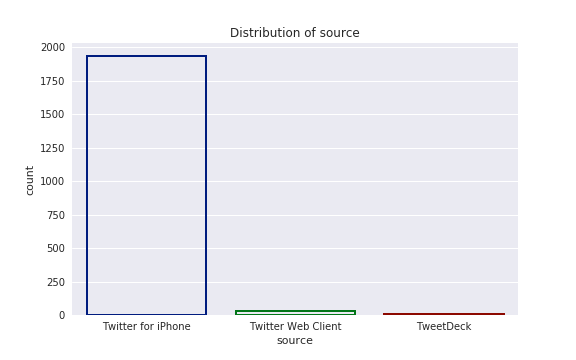 Distribution of source
2000
1750
1500
1250
1000
750
500
250
0
count
Twitter for iPhone
Twitter Web Client
TweetDeck
source